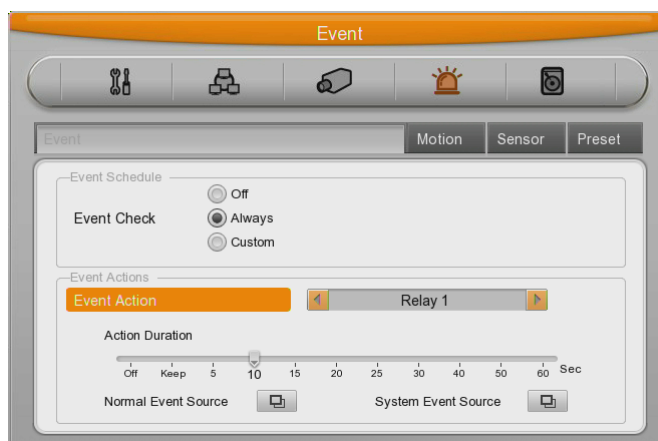 Event
Event Motion Sensor Preset
Event Schedule
Off
Event Check Always
Custom
Event Actions
Event Action Relay 1
Action Duration
Off Keep 5 10 15 20 25 30 40 50 60 Sec
Normal Event Source System Event Source